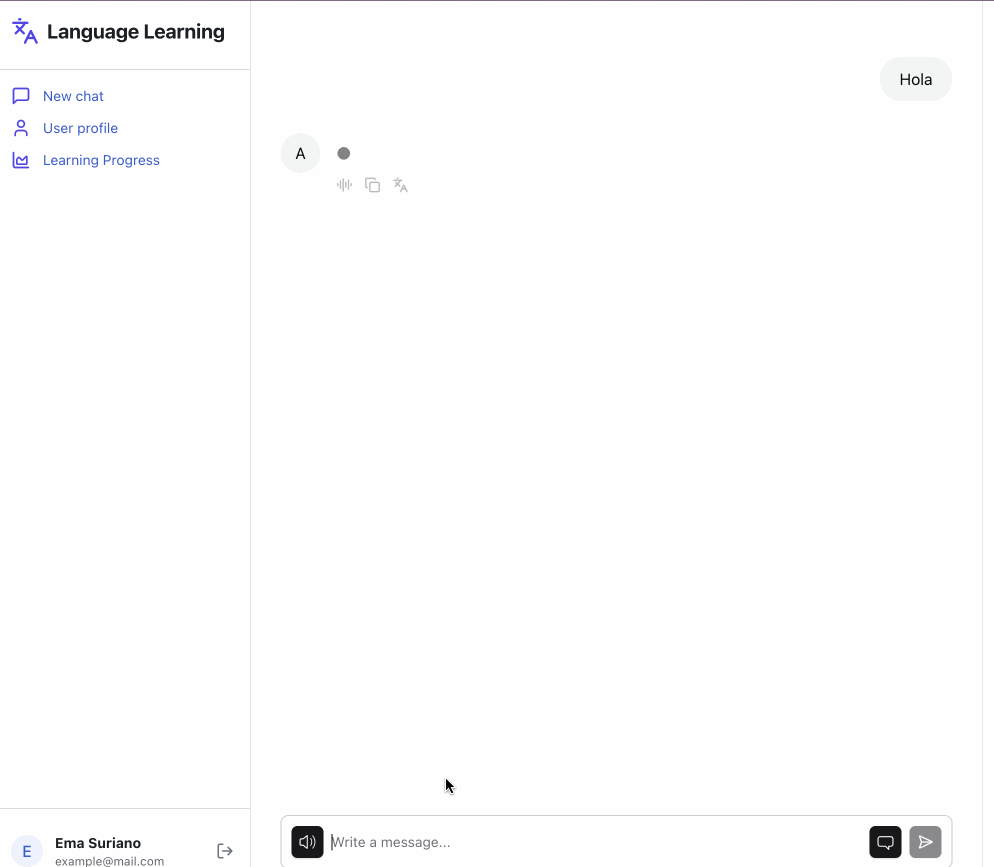 Language Learning
New chat
User profile
Learning Progress
Hola
A
Write a message...
E
Ema Suriano
example@mail.com